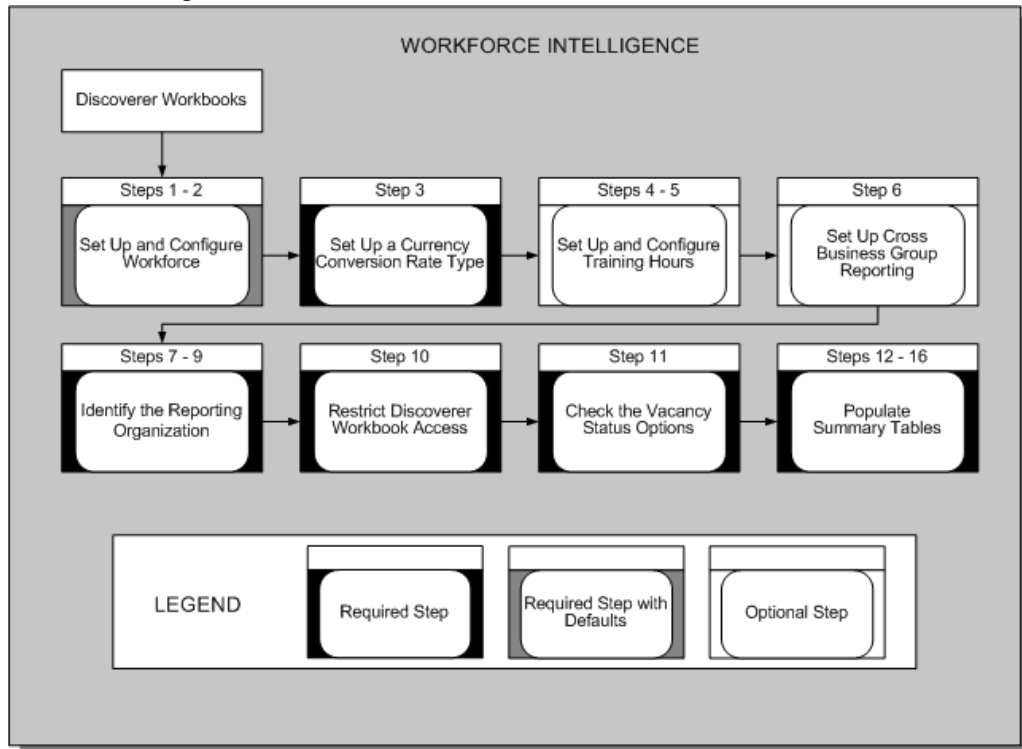 WORKFORCE INTELLIGENCE
Discoverer Workbooks
Steps 1 - 2
Set Up and Configure
Workforce
Step 3
Set Up a Currency
Conversion Rate Type
Steps 4 - 5
Set Up and Configure
Training Hours
Step 6
Set Up Cross
Business Group
Reporting
Steps 7 - 9
Identify the Reporting
Organization
Step 10
Restrict Discoverer
Workbook Access
Step 11
Check the Vacancy
Status Options
Steps 12 - 16
Populate
Summary Tables
LEGEND
Required Step
Required Step with
Defaults
Optional Step